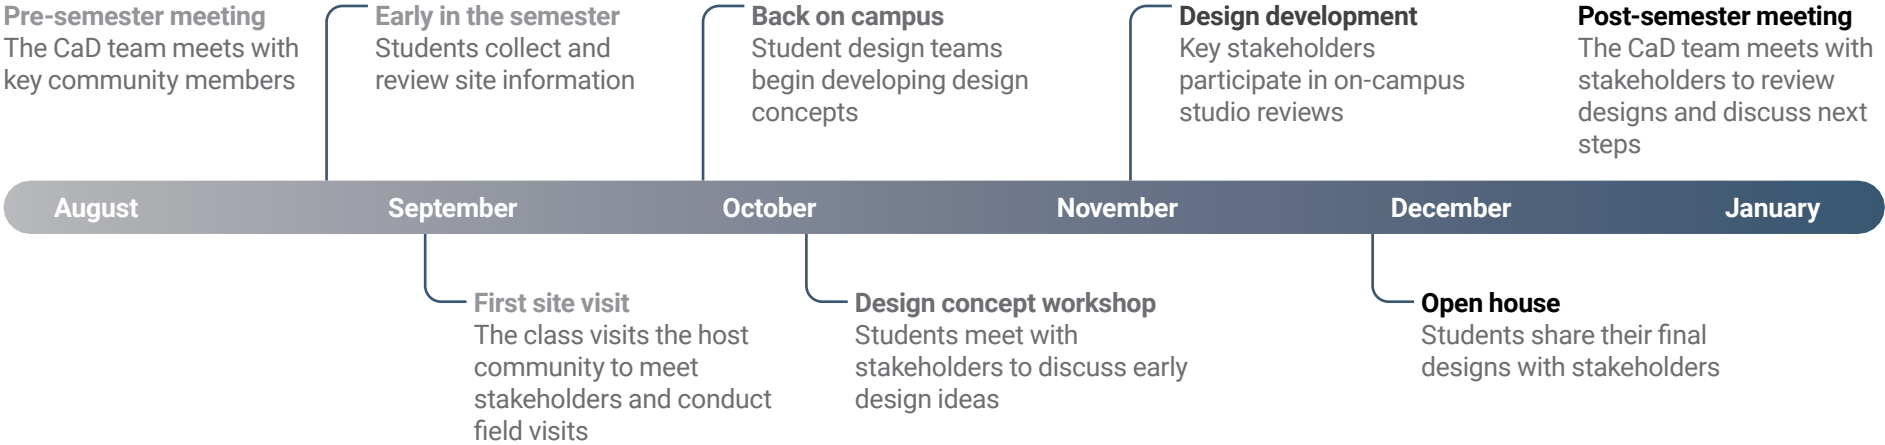 Pre-semester meeting
The CaD team meets with
key community members
Early in the semester
Students collect and
review site information
Back on campus
Student design teams
begin developing design
concepts
Design development
Key stakeholders
participate in on-campus
studio reviews
Post-semester meeting
The CaD team meets with
stakeholders to review
designs and discuss next
steps
August
September
October
November
December
January
First site visit
The class visits the host
community to meet
stakeholders and conduct
field visits
Design concept workshop
Students meet with
stakeholders to discuss early
design ideas
Open house
Students share their final
designs with stakeholders